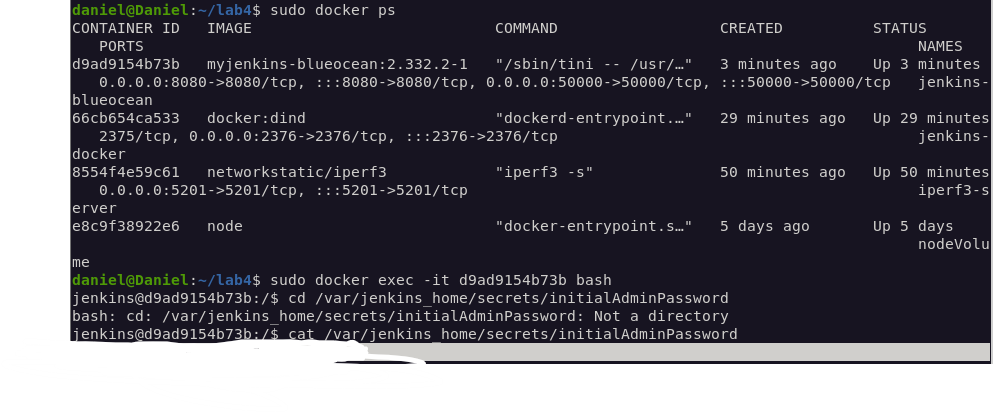 daniel@Daniel:~/lab4$ sudo docker ps
CONTAINER ID   IMAGE                           COMMAND                  CREATED          STATUS
   PORTS                                                                                      NAMES
d9ad9154b73b   myjenkins-blueocean:2.332.2-1   "/sbin/tini -- /usr/…"   3 minutes ago    Up 3 minutes
   0.0.0.0:8080->8080/tcp, :::8080->8080/tcp, 0.0.0.0:50000->50000/tcp, :::50000->50000/tcp   jenkins-
blueocean
66cb654ca533   docker:dind                     "dockerd-entrypoint.…"   29 minutes ago   Up 29 minutes
   2375/tcp, 0.0.0.0:2376->2376/tcp, :::2376->2376/tcp                                        jenkins-
docker
8554f4e59c61   networkstatic/iperf3            "iperf3 -s"              50 minutes ago   Up 50 minutes
   0.0.0.0:5201->5201/tcp, :::5201->5201/tcp                                                  iperf3-s
erver
e8c9f38922e6   node                            "docker-entrypoint.s…"   5 days ago       Up 5 days
                                                                                              nodeVolu
me
daniel@Daniel:~/lab4$ sudo docker exec -it d9ad9154b73b bash
jenkins@d9ad9154b73b:/$ cd /var/jenkins_home/secrets/initialAdminPassword
bash: cd: /var/jenkins_home/secrets/initialAdminPassword: Not a directory
jenkins@d9ad9154b73b:/$ cat /var/jenkins_home/secrets/initialAdminPassword